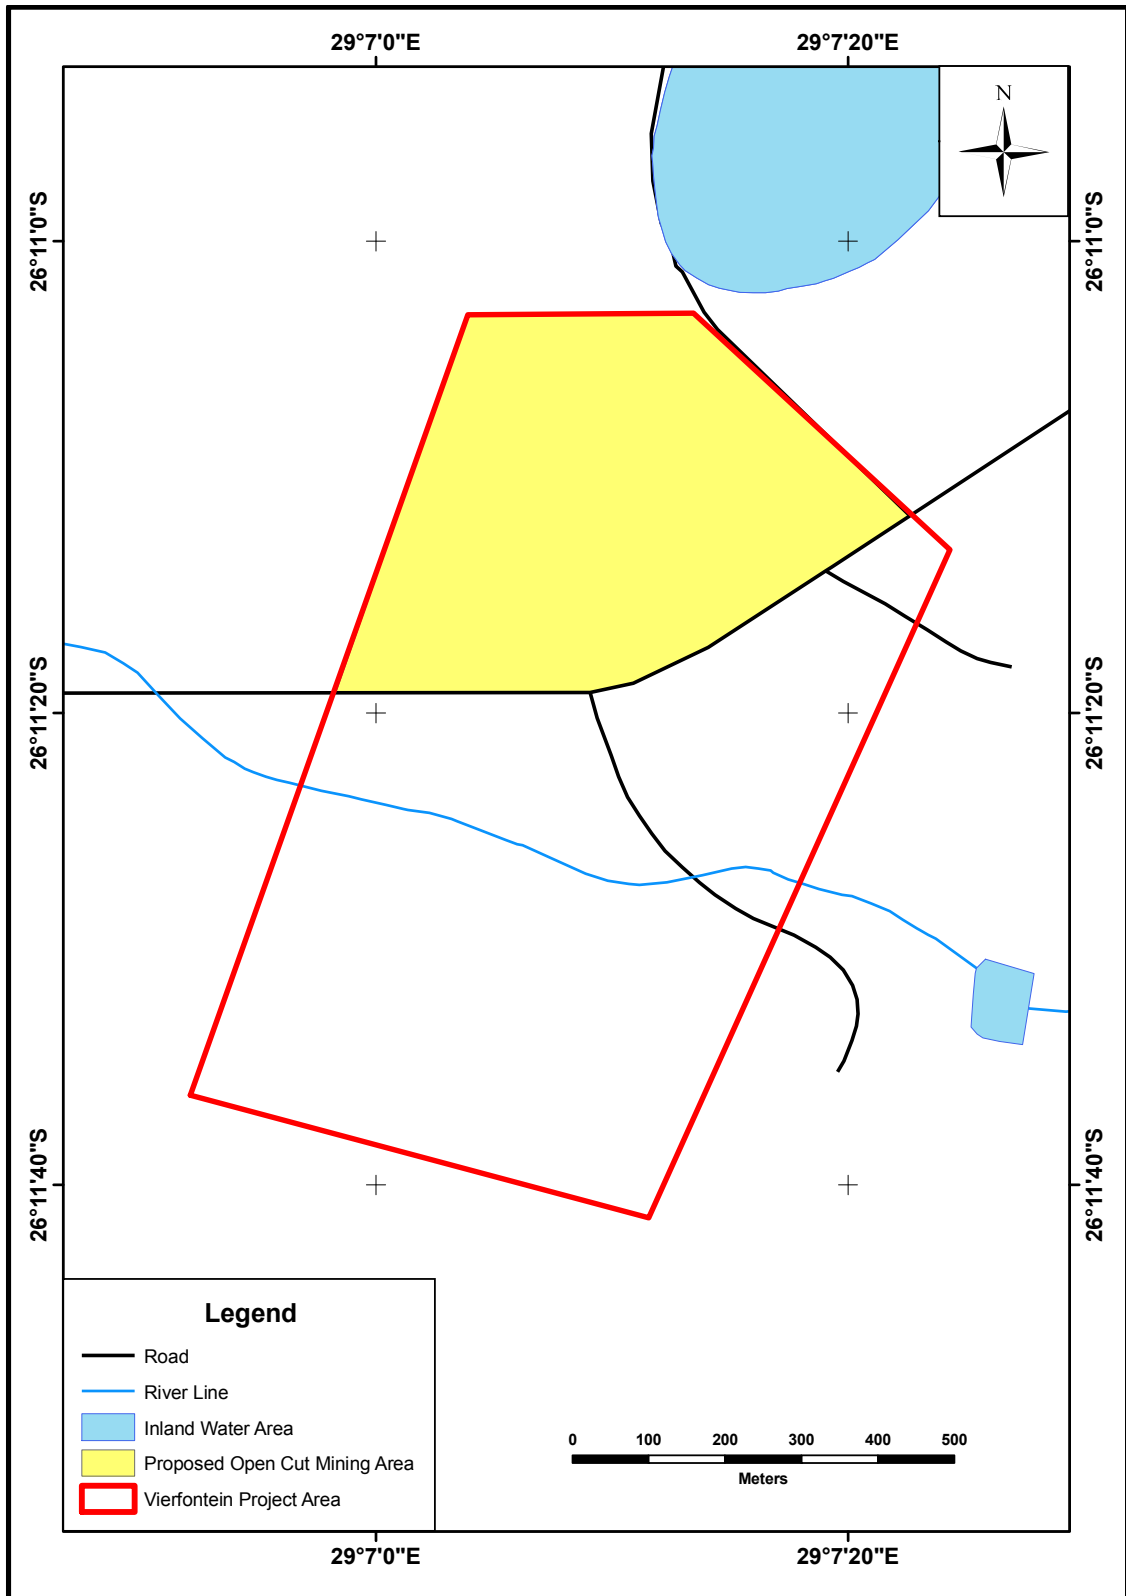 29°7'0"E
29°7'20"E
N
26°11'0"S
26°11'0"S
26°11'20"S
26°11'20"S
26°11'40"S
26°11'40"S
Legend
Road
River Line
Inland Water Area
Proposed Open Cut Mining Area
Vierfontein Project Area
0 100 200 300 400 500
Meters
29°7'0"E
29°7'20"E